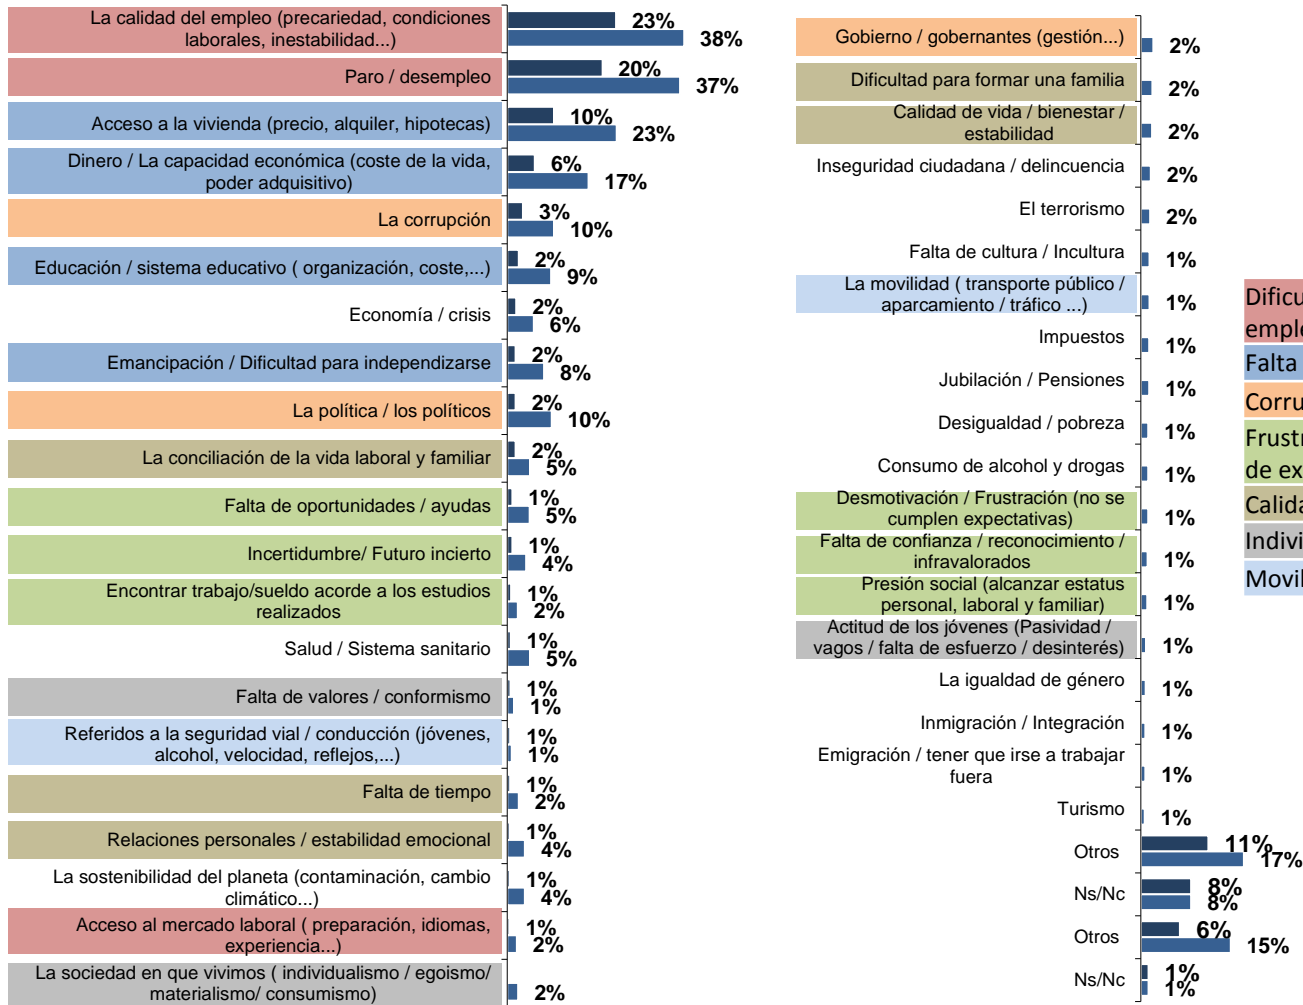 La calidad del empleo (precariedad, condiciones
laborales, inestabilidad...)
23%
38%
Paro / desempleo
20%
37%
Acceso a la vivienda (precio, alquiler, hipotecas)
10%
23%
Dinero / La capacidad económica (coste de la vida,
poder adquisitivo)
6%
17%
La corrupción
3%
10%
Educación / sistema educativo ( organización, coste,...)
2%
9%
Economía / crisis
2%
6%
Emancipación / Dificultad para independizarse
2%
8%
La política / los políticos
2%
10%
La conciliación de la vida laboral y familiar
2%
5%
Falta de oportunidades / ayudas
1%
5%
Incertidumbre/ Futuro incierto
1%
4%
Encontrar trabajo/sueldo acorde a los estudios
realizados
1%
2%
Salud / Sistema sanitario
1%
5%
Falta de valores / conformismo
1%
1%
Referidos a la seguridad vial / conducción (jóvenes,
alcohol, velocidad, reflejos,...)
1%
1%
Falta de tiempo
1%
2%
Relaciones personales / estabilidad emocional
1%
4%
La sostenibilidad del planeta (contaminación, cambio
climático...)
1%
4%
Acceso al mercado laboral ( preparación, idiomas,
experiencia...)
1%
2%
La sociedad en que vivimos ( individualismo / egoismo/
materialismo/ consumismo)
2%
Gobierno / gobernantes (gestión...)
2%
Dificultad para formar una familia
2%
Calidad de vida / bienestar /
estabilidad
2%
Inseguridad ciudadana / delincuencia
2%
El terrorismo
2%
Falta de cultura / Incultura
1%
La movilidad ( transporte público /
aparcamiento / tráfico ...)
1%
Impuestos
1%
Jubilación / Pensiones
1%
Desigualdad / pobreza
1%
Consumo de alcohol y drogas
1%
Desmotivación / Frustración (no se
cumplen expectativas)
1%
Falta de confianza / reconocimiento /
infravalorados
1%
Presión social (alcanzar estatus
personal, laboral y familiar)
1%
Actitud de los jóvenes (Pasividad /
vagos / falta de esfuerzo / desinterés)
1%
La igualdad de género
1%
Inmigración / Integración
1%
Emigración / tener que irse a trabajar
fuera
1%
Turismo
1%
Otros
11%
17%
Ns/Nc
8%
8%
Otros
6%
15%
Ns/Nc
1%
1%
Dificu
emple
Falta
Corru
Frustr
de ex
Calida
Indivi
Movil